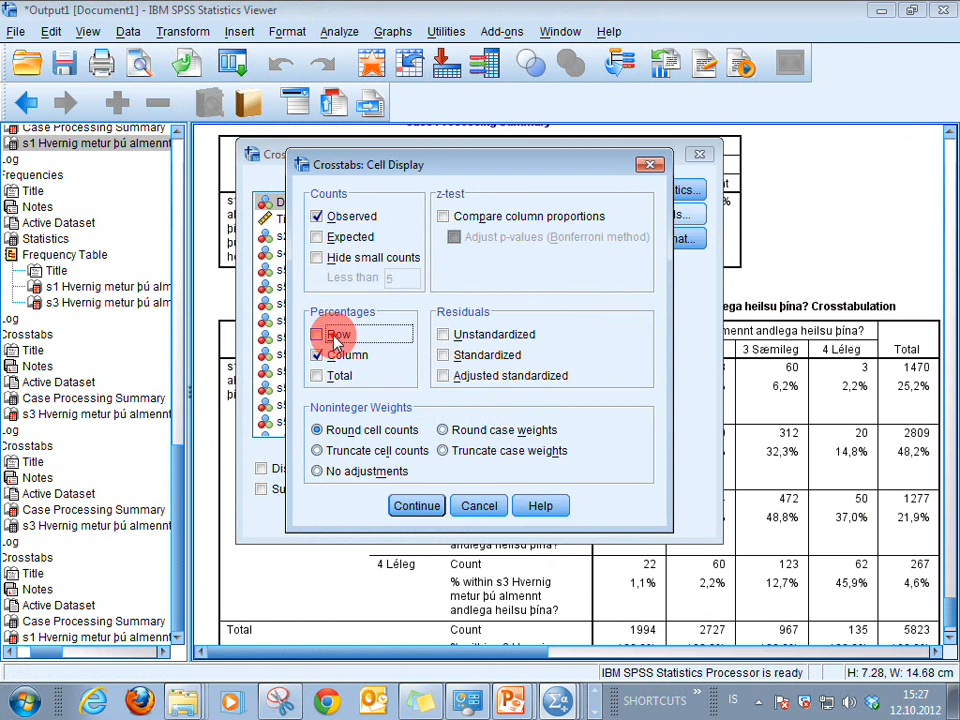 *Output1 [Document1] - IBM SPSS Statistics Viewer
File Edit View Data Transform Insert Format Analyze Graphs Utilities Add-ons Window Help
Case Processing Summary
s1 Hvernig metur þú almennt
Log
Frequencies
Title
Notes
Active Dataset
Statistics
Frequency Table
Title
s1 Hvernig metur þú alm
s3 Hvernig metur þú alm
Log
Crosstabs
Title
Notes
Active Dataset
Case Processing Summary
s3 Hvernig metur þú almennt
Log
Crosstabs
Title
Notes
Active Dataset
Case Processing Summary
s3 Hvernig metur þú almennt
Log
Crosstabs
Title
Notes
Active Dataset
Case Processing Summary
s1 Hvernig metur þú almennt
Crosstabs: Cell Display
Counts
Observed
Expected
Hide small counts
Less than 5
z-test
Compare column proportions
Adjust p-values (Bonferroni method)
Percentages
Row
Column
Total
Residuals
Unstandardized
Standardized
Adjusted standardized
Noninteger Weights
Round cell counts Round case weights
Truncate cell counts Truncate case weights
No adjustments
Continue Cancel Help
dlega heilsu þína? Crosstabulation
mennt andlega heilsu þína?
3 Sæmileg 4 Léleg Total
60 3 1470
6,2% 2,2% 25,2%
312 20 2809
32,3% 14,8% 48,2%
472 50 1277
48,8% 37,0% 21,9%
andlega heilsu þína?
4 Léleg Count 22 60 123 62 267
% within s3 Hvernig metur þú almennt andlega heilsu þína? 1,1% 2,2% 12,7% 45,9% 4,6%
Total Count 1994 2727 967 135 5823
IBM SPSS Statistics Processor is ready H: 7.28, W: 14.68 cm
SHORTCUTS » IS 15:27
12.10.2012